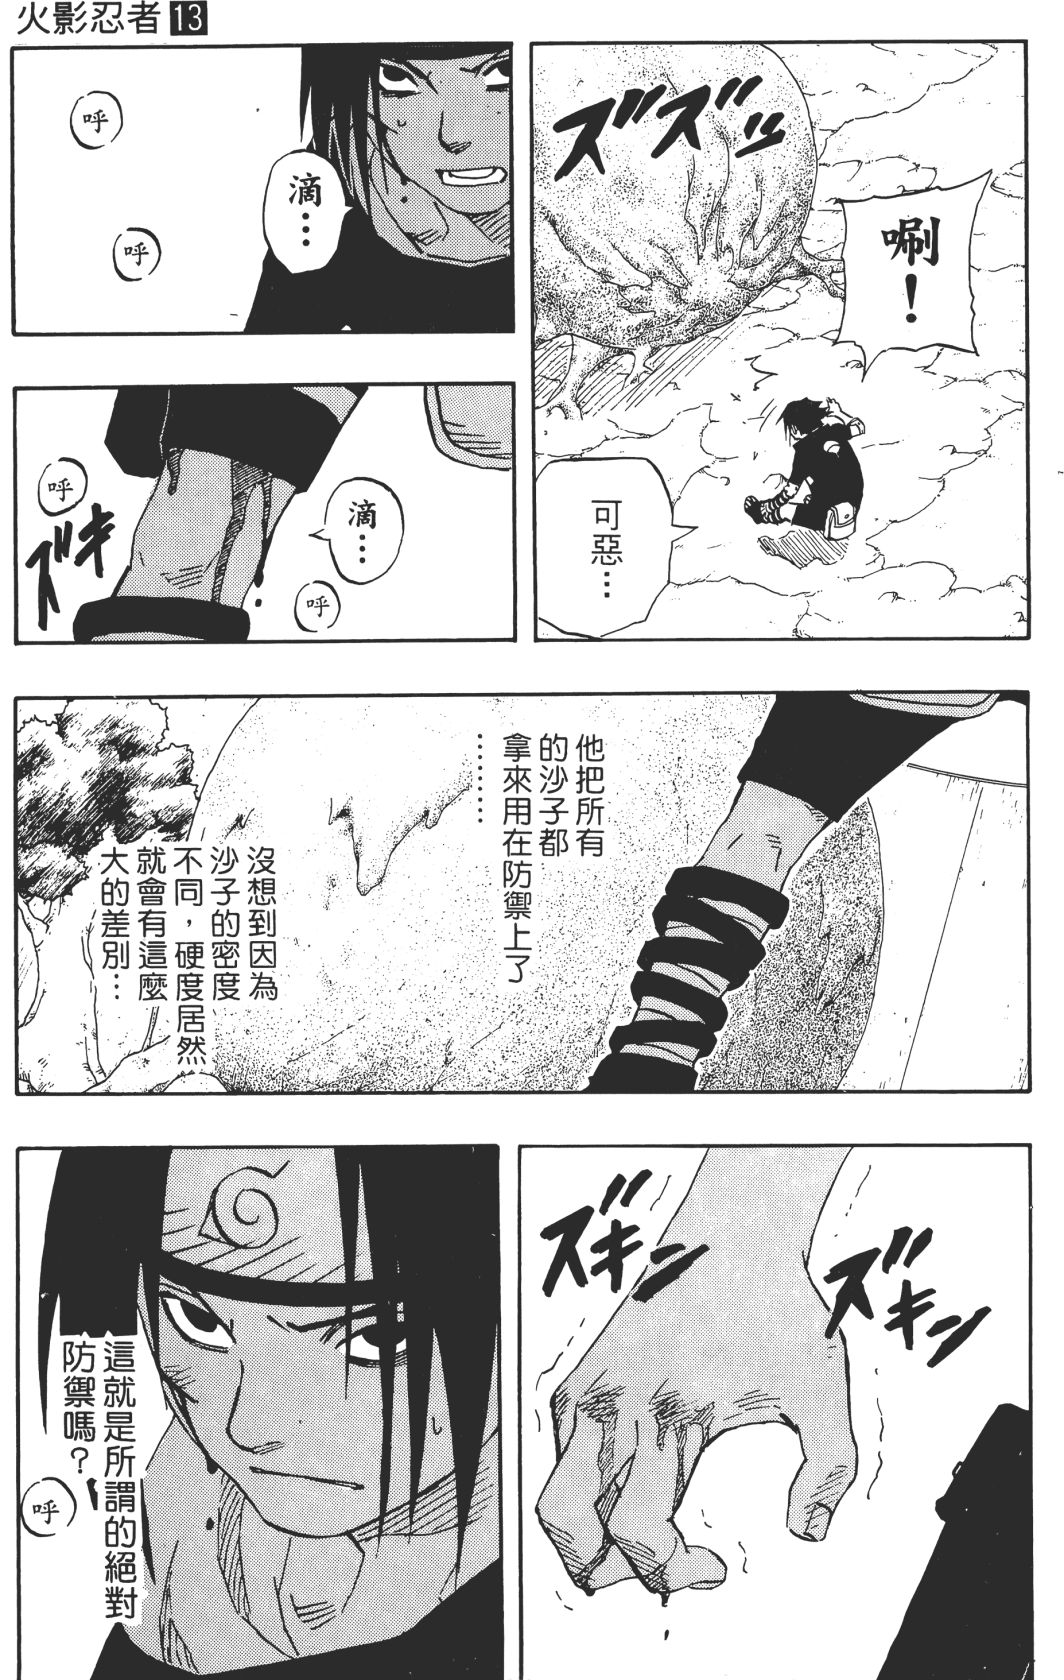 火影忍者 13
ズズッ
唰！
可惡…
呼
滴…
呼
呼
滴…
呼
ズキッ
他把所有
的沙子都
拿來用在防禦上了
………
沒想到因為
沙子的密度
不同，硬度居然
就會有這麼
大的差別…
ズキン
ズキン
這就是所謂的絕對
防禦嗎？
呼